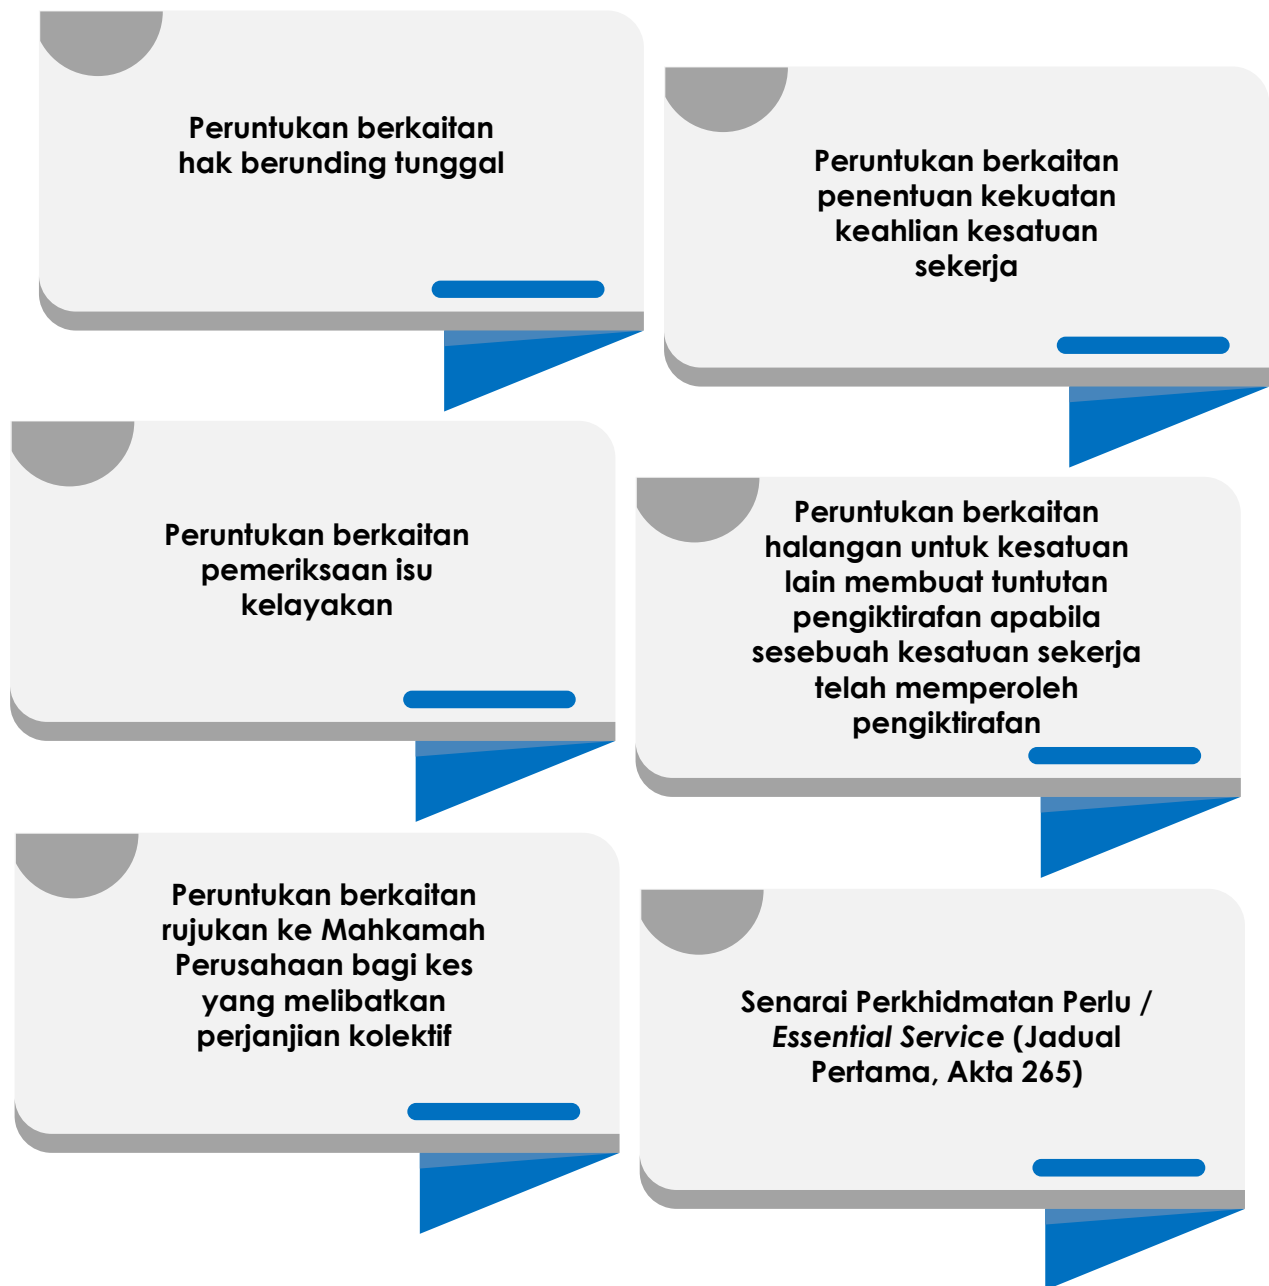 Peruntukan berkaitan
hak berunding tunggal
Peruntukan berkaitan
penentuan kekuatan
keahlian kesatuan
sekerja
Peruntukan berkaitan
pemeriksaan isu
kelayakan
Peruntukan berkaitan
halangan untuk kesatuan
lain membuat tuntutan
pengiktirafan apabila
sesebuah kesatuan sekerja
telah memperoleh
pengiktirafan
Peruntukan berkaitan
rujukan ke Mahkamah
Perusahaan bagi kes
yang melibatkan
perjanjian kolektif
Senarai Perkhidmatan Perlu /
Essential Service (Jadual
Pertama, Akta 265)